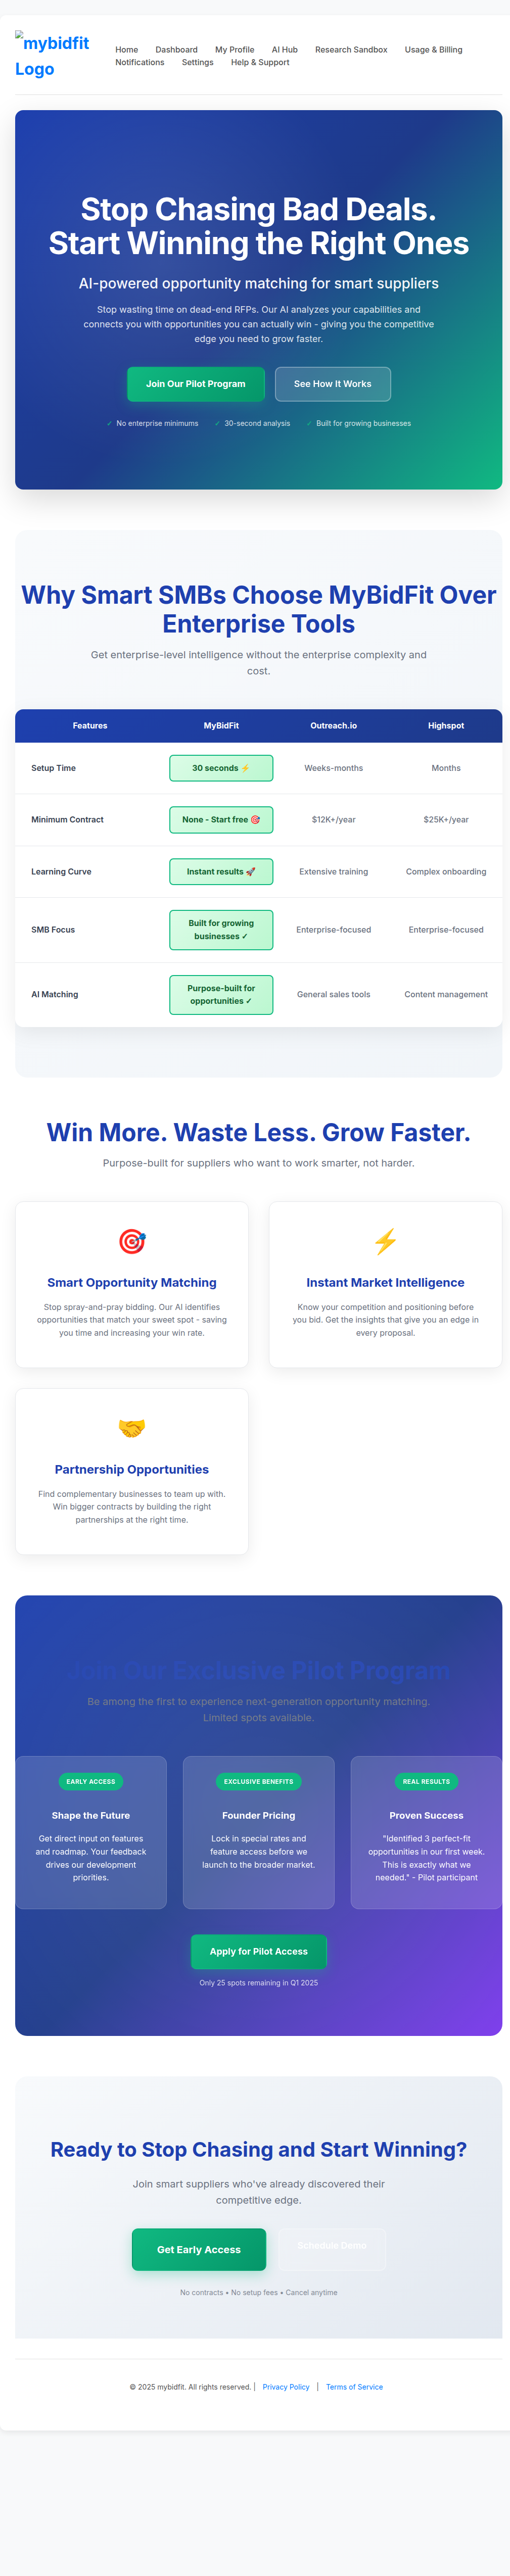 mybidfit
Logo
Home Dashboard My Profile AI Hub Research Sandbox Usage & Billing
Notifications Settings Help & Support
Stop Chasing Bad Deals.
Start Winning the Right Ones
AI-powered opportunity matching for smart suppliers
Stop wasting time on dead-end RFPs. Our AI analyzes your capabilities and
connects you with opportunities you can actually win - giving you the competitive
edge you need to grow faster.
Join Our Pilot Program See How It Works
✓ No enterprise minimums ✓ 30-second analysis ✓ Built for growing businesses
Why Smart SMBs Choose MyBidFit Over
Enterprise Tools
Get enterprise-level intelligence without the enterprise complexity and
cost.
Features MyBidFit Outreach.io Highspot
Setup Time 30 seconds ⚡ Weeks-months Months
Minimum Contract None - Start free 🎯 $12K+/year $25K+/year
Learning Curve Instant results 🚀 Extensive training Complex onboarding
SMB Focus Built for growing
businesses ✓ Enterprise-focused Enterprise-focused
AI Matching Purpose-built for
opportunities ✓ General sales tools Content management
Win More. Waste Less. Grow Faster.
Purpose-built for suppliers who want to work smarter, not harder.
Smart Opportunity Matching
Stop spray-and-pray bidding. Our AI identifies
opportunities that match your sweet spot - saving
you time and increasing your win rate.
Instant Market Intelligence
Know your competition and positioning before
you bid. Get the insights that give you an edge in
every proposal.
Partnership Opportunities
Find complementary businesses to team up with.
Win bigger contracts by building the right
partnerships at the right time.
Join Our Exclusive Pilot Program
Be among the first to experience next-generation opportunity matching.
Limited spots available.
EARLY ACCESS
Shape the Future
Get direct input on features
and roadmap. Your feedback
drives our development
priorities.
EXCLUSIVE BENEFITS
Founder Pricing
Lock in special rates and
feature access before we
launch to the broader market.
REAL RESULTS
Proven Success
"Identified 3 perfect-fit
opportunities in our first week.
This is exactly what we
needed." - Pilot participant
Apply for Pilot Access
Only 25 spots remaining in Q1 2025
Ready to Stop Chasing and Start Winning?
Join smart suppliers who've already discovered their
competitive edge.
Get Early Access Schedule Demo
No contracts • No setup fees • Cancel anytime
© 2025 mybidfit. All rights reserved. | Privacy Policy | Terms of Service